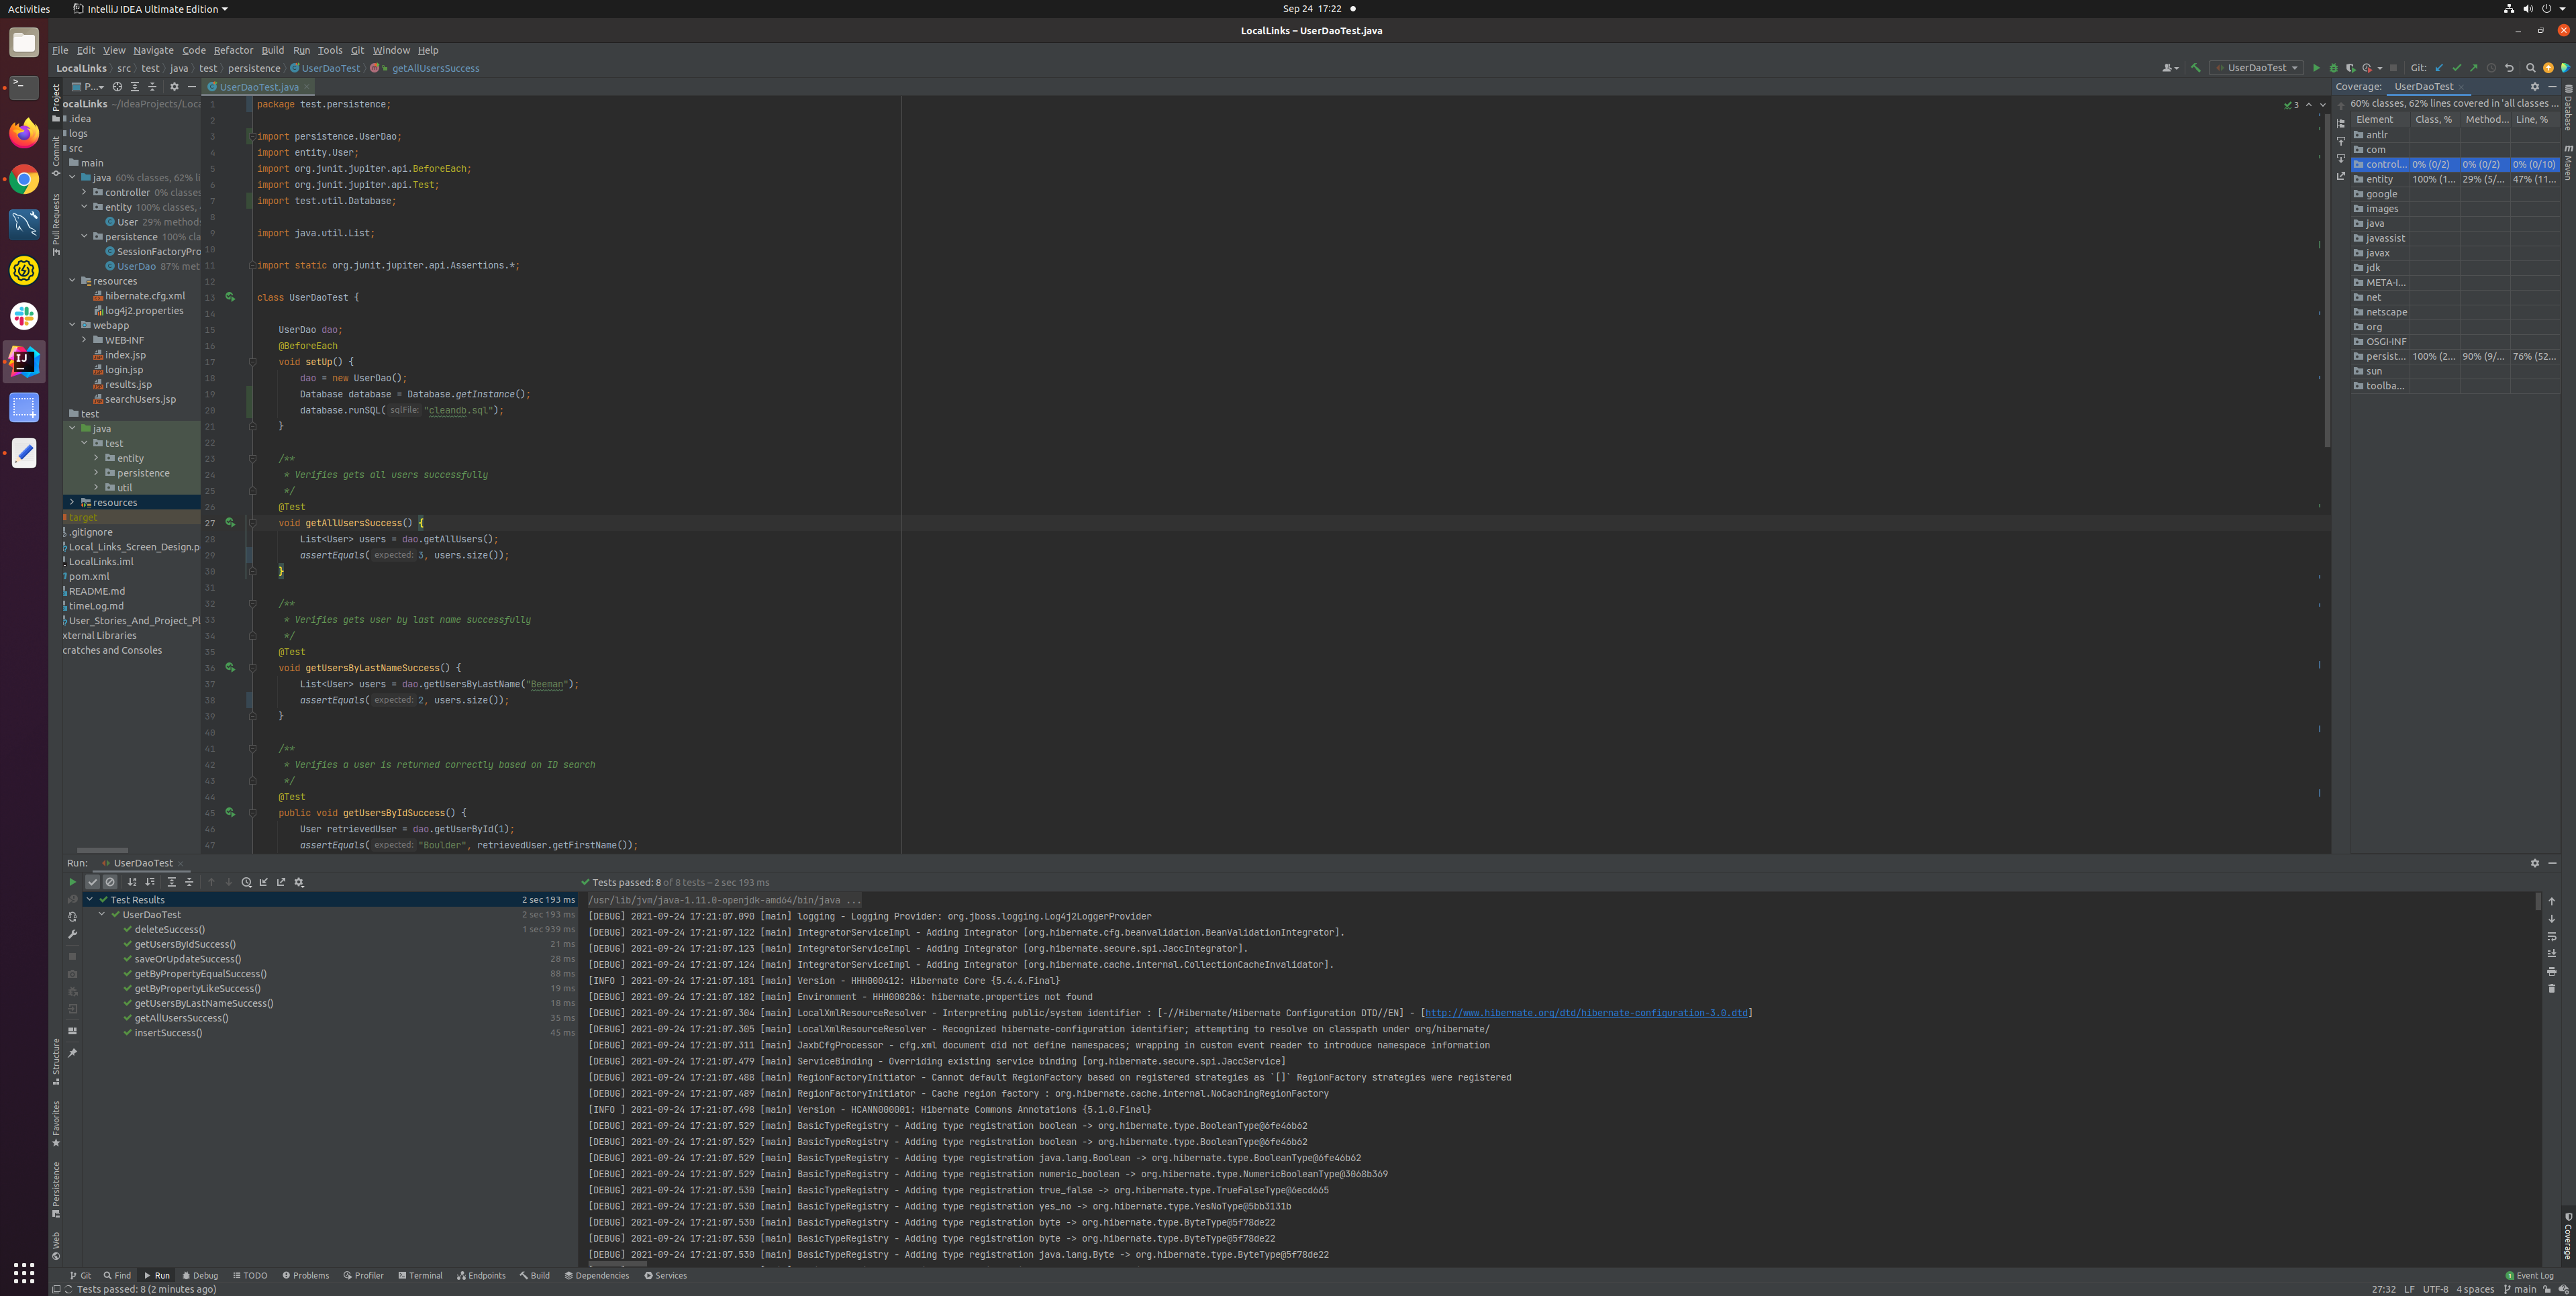 Activities IntelliJ IDEA Ultimate Edition Sep 24 17:22
LocalLinks – UserDaoTest.java
File Edit View Navigate Code Refactor Build Run Tools Git Window Help
LocalLinks src test java test persistence UserDaoTest getAllUsersSuccess
UserDaoTest Git:
P... UserDaoTest.java
Coverage: UserDaoTest
Project
Commit
Pull Requests
ocalLinks ~/IdeaProjects/Loca
.idea
logs
src
main
java 60% classes, 62% li
controller 0% classes
entity 100% classes,
User 29% methods
persistence 100% cla
SessionFactoryPro
UserDao 87% met
resources
hibernate.cfg.xml
log4j2.properties
webapp
WEB-INF
index.jsp
login.jsp
results.jsp
searchUsers.jsp
test
java
test
entity
persistence
util
resources
target
.gitignore
Local_Links_Screen_Design.p
LocalLinks.iml
pom.xml
README.md
timeLog.md
User_Stories_And_Project_Pl
xternal Libraries
cratches and Consoles
1 package test.persistence;
2
3 import persistence.UserDao;
4 import entity.User;
5 import org.junit.jupiter.api.BeforeEach;
6 import org.junit.jupiter.api.Test;
7 import test.util.Database;
8
9 import java.util.List;
10
11 import static org.junit.jupiter.api.Assertions.*;
12
13 class UserDaoTest {
14
15 UserDao dao;
16 @BeforeEach
17 void setUp() {
18 dao = new UserDao();
19 Database database = Database.getInstance();
20 database.runSQL( sqlFile: "cleandb.sql");
21 }
22
23 /**
24 * Verifies gets all users successfully
25 */
26 @Test
27 void getAllUsersSuccess() {
28 List<User> users = dao.getAllUsers();
29 assertEquals( expected: 3, users.size());
30 }
31
32 /**
33 * Verifies gets user by last name successfully
34 */
35 @Test
36 void getUsersByLastNameSuccess() {
37 List<User> users = dao.getUsersByLastName("Beeman");
38 assertEquals( expected: 2, users.size());
39 }
40
41 /**
42 * Verifies a user is returned correctly based on ID search
43 */
44 @Test
45 public void getUsersByIdSuccess() {
46 User retrievedUser = dao.getUserById(1);
47 assertEquals( expected: "Boulder", retrievedUser.getFirstName());
3
60% classes, 62% lines covered in 'all classes ...
Element Class, % Method... Line, %
antlr
com
control... 0% (0/2) 0% (0/2) 0% (0/10)
entity 100% (1... 29% (5/... 47% (11...
google
images
java
javassist
javax
jdk
META-I...
net
netscape
org
OSGI-INF
persist... 100% (2... 90% (9/... 76% (52...
sun
toolba...
Database
Maven
Coverage
Run: UserDaoTest
Tests passed: 8 of 8 tests – 2 sec 193 ms
Test Results 2 sec 193 ms
UserDaoTest 2 sec 193 ms
deleteSuccess() 1 sec 939 ms
getUsersByIdSuccess() 21 ms
saveOrUpdateSuccess() 28 ms
getByPropertyEqualSuccess() 88 ms
getByPropertyLikeSuccess() 19 ms
getUsersByLastNameSuccess() 18 ms
getAllUsersSuccess() 35 ms
insertSuccess() 45 ms
/usr/lib/jvm/java-1.11.0-openjdk-amd64/bin/java ...
[DEBUG] 2021-09-24 17:21:07.090 [main] logging - Logging Provider: org.jboss.logging.Log4j2LoggerProvider
[DEBUG] 2021-09-24 17:21:07.122 [main] IntegratorServiceImpl - Adding Integrator [org.hibernate.cfg.beanvalidation.BeanValidationIntegrator].
[DEBUG] 2021-09-24 17:21:07.123 [main] IntegratorServiceImpl - Adding Integrator [org.hibernate.secure.spi.JaccIntegrator].
[DEBUG] 2021-09-24 17:21:07.124 [main] IntegratorServiceImpl - Adding Integrator [org.hibernate.cache.internal.CollectionCacheInvalidator].
[INFO ] 2021-09-24 17:21:07.181 [main] Version - HHH000412: Hibernate Core {5.4.4.Final}
[DEBUG] 2021-09-24 17:21:07.182 [main] Environment - HHH000206: hibernate.properties not found
[DEBUG] 2021-09-24 17:21:07.304 [main] LocalXmlResourceResolver - Interpreting public/system identifier : [-//Hibernate/Hibernate Configuration DTD//EN] - [http://www.hibernate.org/dtd/hibernate-configuration-3.0.dtd]
[DEBUG] 2021-09-24 17:21:07.305 [main] LocalXmlResourceResolver - Recognized hibernate-configuration identifier; attempting to resolve on classpath under org/hibernate/
[DEBUG] 2021-09-24 17:21:07.311 [main] JaxbCfgProcessor - cfg.xml document did not define namespaces; wrapping in custom event reader to introduce namespace information
[DEBUG] 2021-09-24 17:21:07.479 [main] ServiceBinding - Overriding existing service binding [org.hibernate.secure.spi.JaccService]
[DEBUG] 2021-09-24 17:21:07.488 [main] RegionFactoryInitiator - Cannot default RegionFactory based on registered strategies as `[]` RegionFactory strategies were registered
[DEBUG] 2021-09-24 17:21:07.489 [main] RegionFactoryInitiator - Cache region factory : org.hibernate.cache.internal.NoCachingRegionFactory
[INFO ] 2021-09-24 17:21:07.498 [main] Version - HCANN000001: Hibernate Commons Annotations {5.1.0.Final}
[DEBUG] 2021-09-24 17:21:07.529 [main] BasicTypeRegistry - Adding type registration boolean -> org.hibernate.type.BooleanType@6fe46b62
[DEBUG] 2021-09-24 17:21:07.529 [main] BasicTypeRegistry - Adding type registration boolean -> org.hibernate.type.BooleanType@6fe46b62
[DEBUG] 2021-09-24 17:21:07.529 [main] BasicTypeRegistry - Adding type registration java.lang.Boolean -> org.hibernate.type.BooleanType@6fe46b62
[DEBUG] 2021-09-24 17:21:07.529 [main] BasicTypeRegistry - Adding type registration numeric_boolean -> org.hibernate.type.NumericBooleanType@3068b369
[DEBUG] 2021-09-24 17:21:07.530 [main] BasicTypeRegistry - Adding type registration true_false -> org.hibernate.type.TrueFalseType@6ecd665
[DEBUG] 2021-09-24 17:21:07.530 [main] BasicTypeRegistry - Adding type registration yes_no -> org.hibernate.type.YesNoType@5bb3131b
[DEBUG] 2021-09-24 17:21:07.530 [main] BasicTypeRegistry - Adding type registration byte -> org.hibernate.type.ByteType@5f78de22
[DEBUG] 2021-09-24 17:21:07.530 [main] BasicTypeRegistry - Adding type registration byte -> org.hibernate.type.ByteType@5f78de22
[DEBUG] 2021-09-24 17:21:07.530 [main] BasicTypeRegistry - Adding type registration java.lang.Byte -> org.hibernate.type.ByteType@5f78de22
Structure
Favorites
Persistence
Web
Git Find Run Debug TODO Problems Profiler Terminal Endpoints Build Dependencies Services
1 Event Log
Tests passed: 8 (2 minutes ago) 27:32 LF UTF-8 4 spaces main